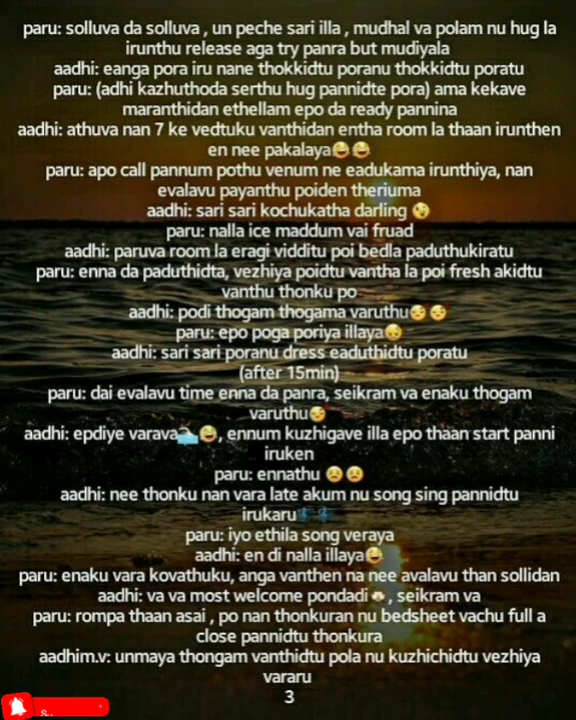 paru: solluva da solluva , un peche sari illa , mudhal va polam nu hug la
irunthu release aga try panra but mudiyala
aadhi: eanga pora iru nane thokkidtu poranu thokkidtu poratu
paru: (adhi kazhuthoda serthu hug pannidte pora) ama kekave
maranthidan ethellam epo da ready pannina
aadhi: athuva nan 7 ke vedtuku vanthidan entha room la thaan irunthen
en nee pakalaya😂😂
paru: apo call pannum pothu venum ne eadukama irunthiya, nan
evalavu payanthu poiden theriuma
aadhi: sari sari kochukatha darling 😉
paru: nalla ice maddum vai fruad
aadhi: paruva room la eragi vidditu poi bedla paduthukiratu
paru: enna da paduthidta, vezhiya poidtu vantha la poi fresh akidtu
vanthu thonku po
aadhi: podi thogam thogama varuthu😴😴
paru: epo poga poriya illaya😒
aadhi: sari sari poranu dress eaduthidtu poratu
(after 15min)
paru: dai evalavu time enna da panra, seikram va enaku thogam
varuthu😴
aadhi: epdiye varava🏊😂, ennum kuzhigave illa epo thaan start panni
iruken
paru: ennathu 😠😠
aadhi: nee thonku nan vara late akum nu song sing pannidtu
irukaru
paru: iyo ethila song veraya
aadhi: en di nalla illaya😂
paru: enaku vara kovathuku, anga vanthen na nee avalavu than sollidan
aadhi: va va most welcome pondadi , seikram va
paru: rompa thaan asai , po nan thonkuran nu bedsheet vachu full a
close pannidtu thonkura
aadhim.v: unmaya thongam vanthidtu pola nu kuzhichidtu vezhiya
vararu
3